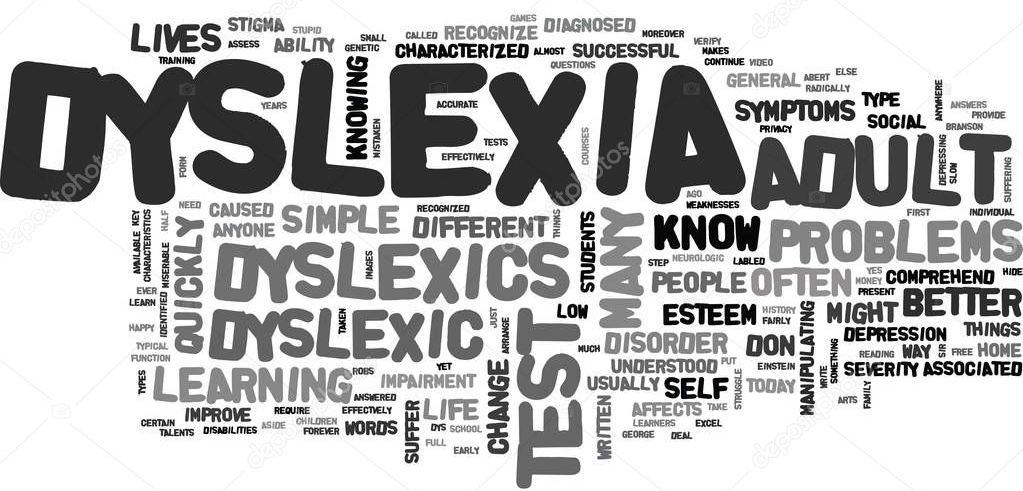 GAMES
LIVES
STIGMA
STUPID
CALLED
RECOGNIZE
DIAGNOSED
MOREOVER
TRAINING
ASSESS
ABILITY
SMALL
GENETIC
CHARACTERIZED
ALMOST
SUCCESSFUL
VERIFY
MAKES
CONTINUE
VIDEO
QUESTIONS
GENERAL
ABERT
ELSE
RADICALLY
DYSLEXIA
YEARS
KNOWING
MISTAKEN
ACCURATE
TESTS
EFFECTIVELY
FORM
COURSES
SYMPTOMS
TYPE
SOCIAL
PRIVACY
ANYWHERE
ANSWERS
PROVIDE
BRANSON
DEPRESSING
SLOW
SUFFERING
ADULT
AGO
WEAKNESSES
FIRST
INDIVIDUAL
NEED
CAUSED
ANYONE
SIMPLE
RECOGNIZED
DIFFERENT
THINKS
STUDENTS
MANY
KNOW
PROBLEMS
STEP
NEUROLOGIC
LABLED
AVAILABLE
KEY
CHARACTERISTICS
HALF
MISERABLE
IDENTIFIED
QUICKLY
DYSLEXICS
IMAGES
PEOPLE
OFTEN
YES
MONEY
COMPREHEND
HIDE
PRESENT
EVER
LEARN
HAPPY
TYPICAL
FUNCTION
DYSLEXIC
TAKEN
JUST
ARRANGE
LOW
ESTEEM
HISTORY
FAIRLY
MIGHT
BETTER
MUCH
DISORDER
DON
DEPRESSION
THINGS
PUT
EINSTEIN
MANIPULATING
SOMETHING
WRITE
READING
WAY
SIR
FREE
HOME
TYPES
LEARNING
ROBS
IMPAIRMENT
YET
CHANGE
TEST
UNDERSTOOD
USUALLY
SELF
TODAY
STRUGGLE
SEVERITY
ASSOCIATED
ARTS
FAMILY
CERTAIN
TALENTS
IMPROVE
DISABILITIES
REQUIRE
ASIDE
CHILDREN
FOREVER
ANSWERED
EFFECTIVELY
WORDS
SUFFER
LIFE
DYS
SCHOOL
FULL
EARLY
WRITTEN
AFFECTS
TAKE
LEARNERS
EXCEL
GEORGE
DEAL
depositphotos